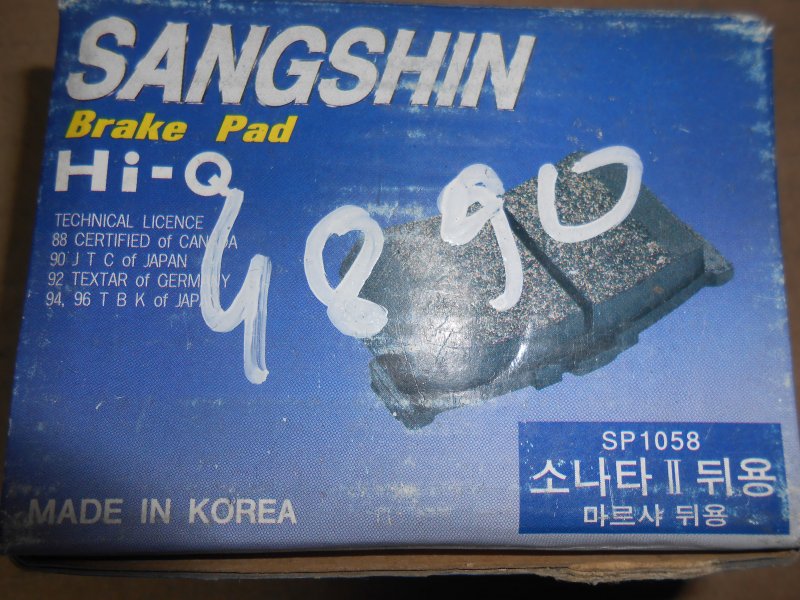 SANGSHIN
Brake Pad
Hi-Q
TECHNICAL LICENCE
88 CERTIFIED of CANADA
90 J T C of JAPAN
92 TEXTAR of GERMANY
94, 96 T B K of JAPAN
4890
SP1058
소나타 Ⅱ 뒤용
마르샤 뒤용
MADE IN KOREA